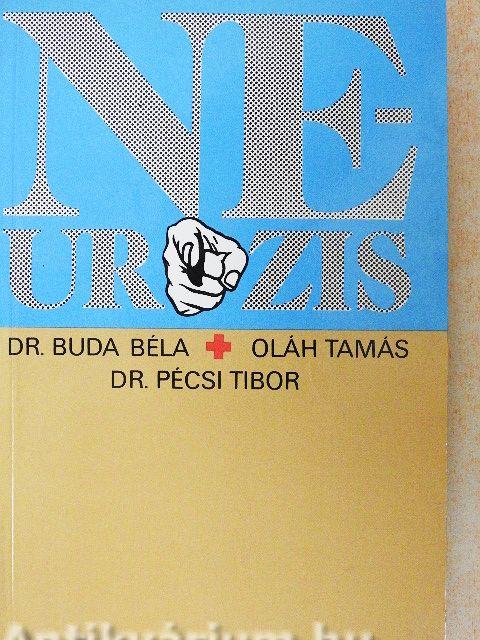 NE-
UR ZIS
DR. BUDA BÉLA OLÁH TAMÁS
DR. PÉCSI TIBOR
Antikvárium.hu